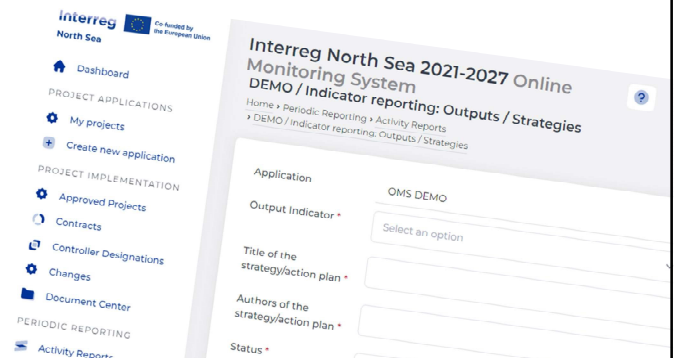 Interreg
Co-funded by
the European Union
North Sea
Dashboard
PROJECT APPLICATIONS
My projects
Create new application
PROJECT IMPLEMENTATION
Approved Projects
Contracts
Controller Designations
Changes
Document Center
PERIODIC REPORTING
Activity Reports
Interreg North Sea 2021-2027 Online
Monitoring System
DEMO / Indicator reporting: Outputs / Strategies
Home › Periodic Reporting › Activity Reports
› DEMO / Indicator reporting: Outputs / Strategies
?
Application
OMS DEMO
Output Indicator *
Select an option
Title of the
strategy/action plan *
Authors of the
strategy/action plan *
Status *